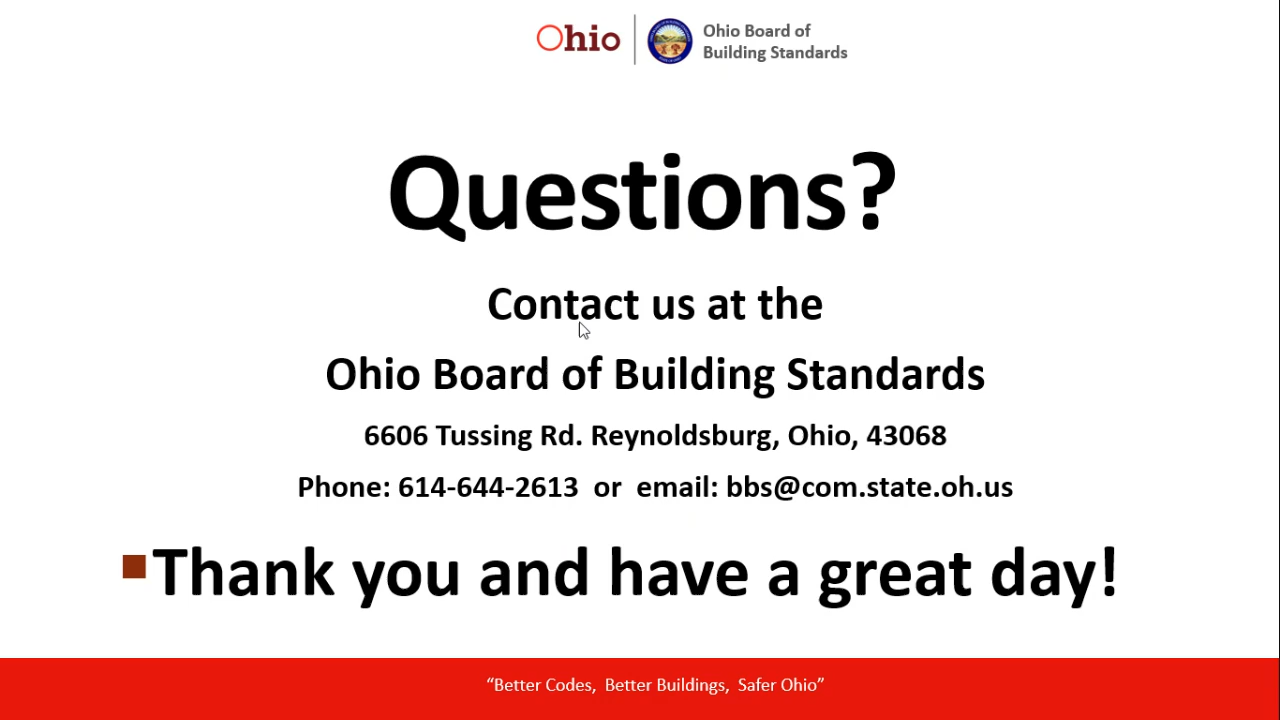 Ohio
Ohio Board of
Building Standards
Questions?
Contact us at the
Ohio Board of Building Standards
6606 Tussing Rd. Reynoldsburg, Ohio, 43068
Phone: 614-644-2613 or email: bbs@com.state.oh.us
Thank you and have a great day!
“Better Codes, Better Buildings, Safer Ohio”